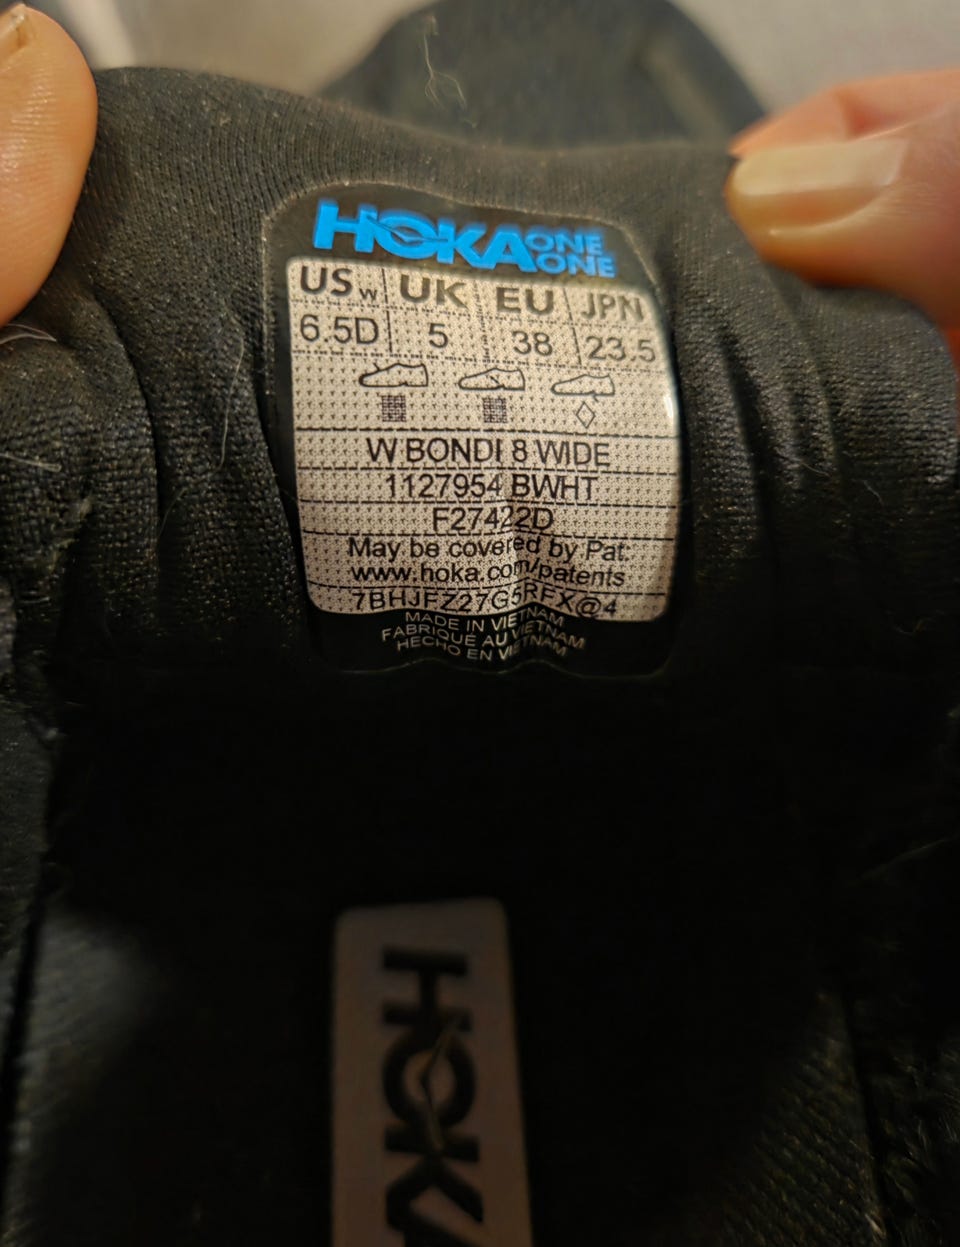 HOKA ONE ONE
USw UK EU JPN
6.5D 5 38 23.5
W BONDI 8 WIDE
1127954 BWHT
F27422D
May be covered by Pat:
www.hoka.com/patents
7BHJFZ27G5RFX@4
MADE IN VIETNAM
FABRIQUÉ AU VIETNAM
HECHO EN VIETNAM
HOKA